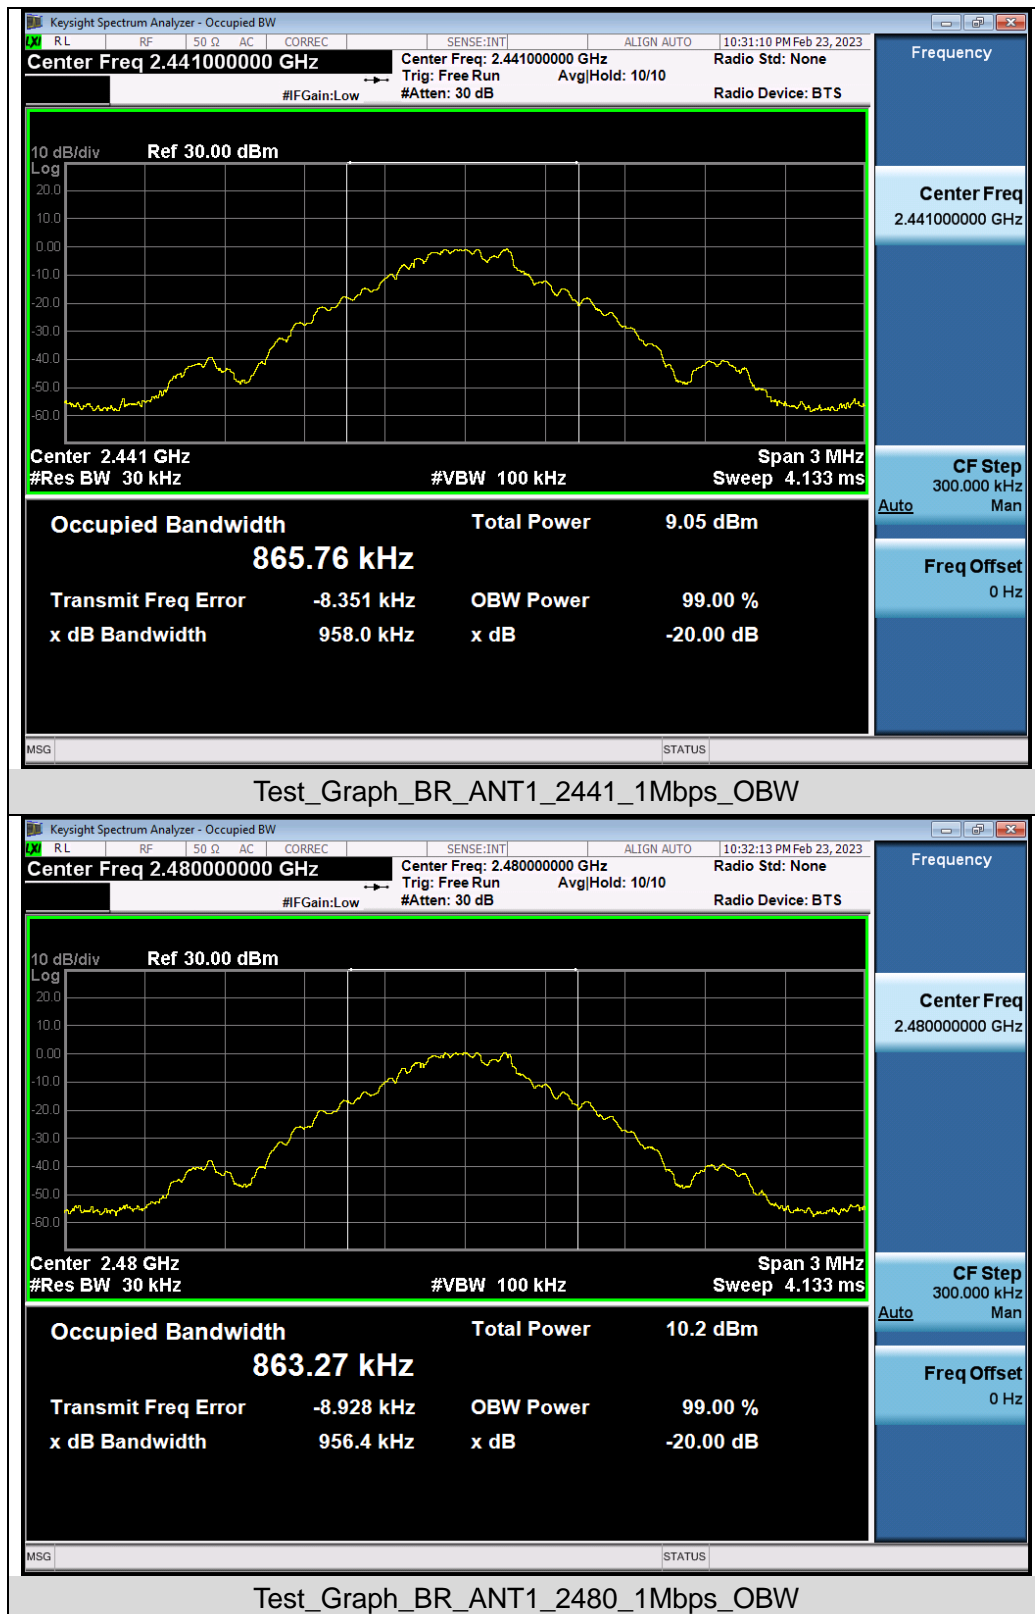 Keysight Spectrum Analyzer - Occupied BW
LXI RL RF 50 Ω AC CORREC SENSE:INT ALIGN AUTO 10:31:10 PM Feb 23, 2023
Center Freq 2.441000000 GHz
Center Freq: 2.441000000 GHz Radio Std: None
Trig: Free Run Avg|Hold: 10/10
#IFGain:Low #Atten: 30 dB Radio Device: BTS
Frequency
10 dB/div Ref 30.00 dBm
Log
20.0
10.0
0.00
-10.0
-20.0
-30.0
-40.0
-50.0
-60.0
Center 2.441 GHz Span 3 MHz
#Res BW 30 kHz #VBW 100 kHz Sweep 4.133 ms
Center Freq
2.441000000 GHz
CF Step
300.000 kHz
Auto Man
Freq Offset
0 Hz
Occupied Bandwidth Total Power 9.05 dBm
865.76 kHz
Transmit Freq Error -8.351 kHz OBW Power 99.00 %
x dB Bandwidth 958.0 kHz x dB -20.00 dB
MSG STATUS
Test_Graph_BR_ANT1_2441_1Mbps_OBW
Keysight Spectrum Analyzer - Occupied BW
LXI RL RF 50 Ω AC CORREC SENSE:INT ALIGN AUTO 10:32:13 PM Feb 23, 2023
Center Freq 2.480000000 GHz
Center Freq: 2.480000000 GHz Radio Std: None
Trig: Free Run Avg|Hold: 10/10
#IFGain:Low #Atten: 30 dB Radio Device: BTS
Frequency
10 dB/div Ref 30.00 dBm
Log
20.0
10.0
0.00
-10.0
-20.0
-30.0
-40.0
-50.0
-60.0
Center 2.48 GHz Span 3 MHz
#Res BW 30 kHz #VBW 100 kHz Sweep 4.133 ms
Center Freq
2.480000000 GHz
CF Step
300.000 kHz
Auto Man
Freq Offset
0 Hz
Occupied Bandwidth Total Power 10.2 dBm
863.27 kHz
Transmit Freq Error -8.928 kHz OBW Power 99.00 %
x dB Bandwidth 956.4 kHz x dB -20.00 dB
MSG STATUS
Test_Graph_BR_ANT1_2480_1Mbps_OBW